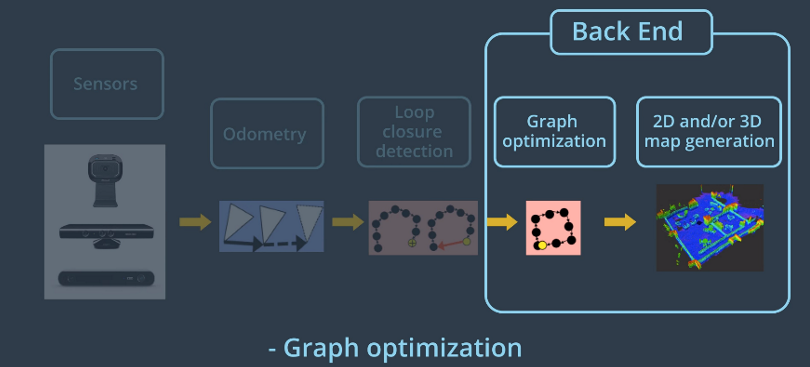 Back End
Sensors
Odometry
Loop
closure
detection
Graph
optimization
2D and/or 3D
map generation
- Graph optimization